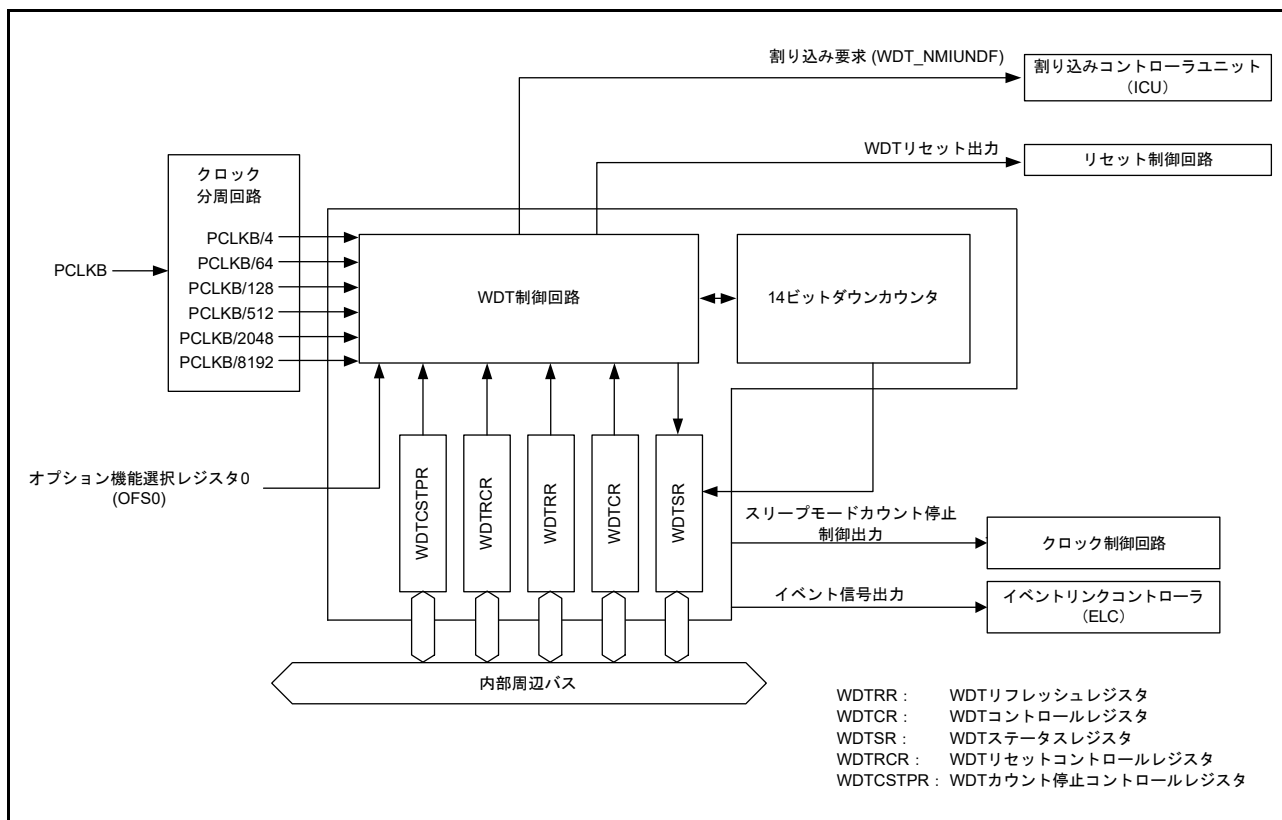 割り込み要求 (WDT_NMIUNDF)
割り込みコントローラユニット
（ICU）
WDTリセット出力
リセット制御回路
クロック
分周回路
PCLKB
PCLKB/4
PCLKB/64
PCLKB/128
PCLKB/512
PCLKB/2048
PCLKB/8192
WDT制御回路
14ビットダウンカウンタ
オプション機能選択レジスタ0
(OFS0)
WDTCSTPR
WDTRCR
WDTRR
WDTCR
WDTSR
スリープモードカウント停止
制御出力
クロック制御回路
イベント信号出力
イベントリンクコントローラ
（ELC）
内部周辺バス
WDTRR： WDTリフレッシュレジスタ
WDTCR： WDTコントロールレジスタ
WDTSR： WDTステータスレジスタ
WDTRCR： WDTリセットコントロールレジスタ
WDTCSTPR： WDTカウント停止コントロールレジスタ